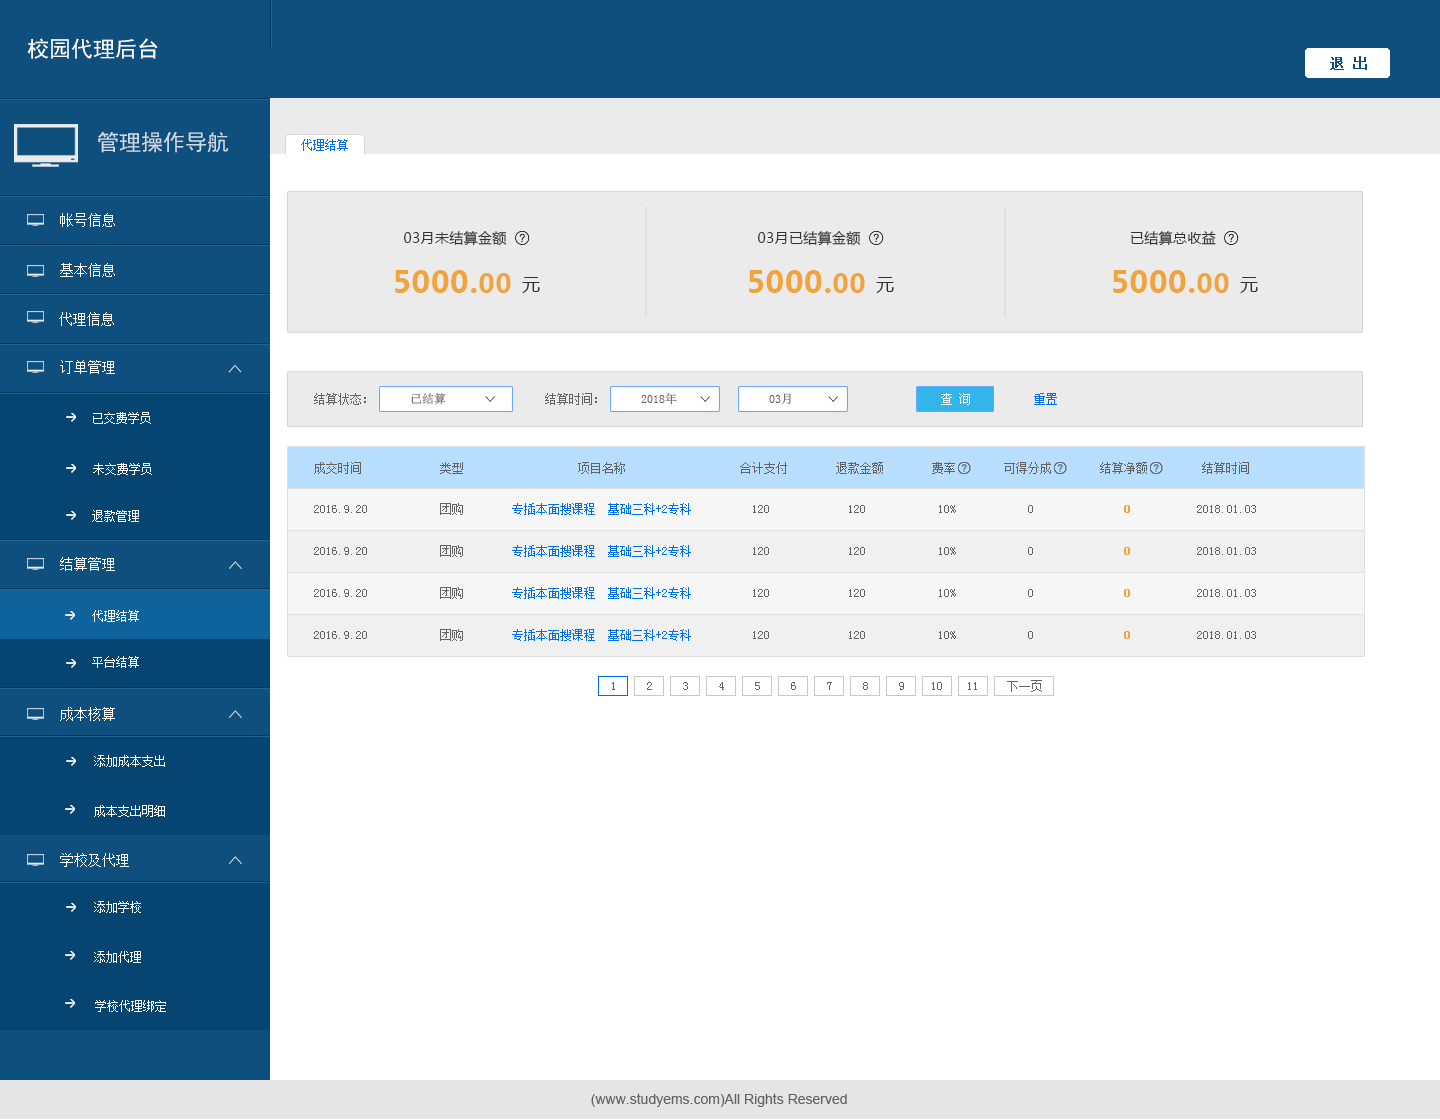 校园代理后台
退 出
管理操作导航
帐号信息
基本信息
代理信息
订单管理
已交费学员
未交费学员
退款管理
结算管理
代理结算
平台结算
成本核算
添加成本支出
成本支出明细
学校及代理
添加学校
添加代理
学校代理绑定
代理结算
03月未结算金额 ?
5000.00 元
03月已结算金额 ?
5000.00 元
已结算总收益 ?
5000.00 元
结算状态： 已结算 结算时间： 2018年 03月 查 询 重置
成交时间 类型 项目名称 合计支付 退款金额 费率? 可得分成? 结算净额? 结算时间
2016.9.20 团购 专插本面搜课程 基础三科+2专科 120 120 10% 0 0 2018.01.03
2016.9.20 团购 专插本面搜课程 基础三科+2专科 120 120 10% 0 0 2018.01.03
2016.9.20 团购 专插本面搜课程 基础三科+2专科 120 120 10% 0 0 2018.01.03
2016.9.20 团购 专插本面搜课程 基础三科+2专科 120 120 10% 0 0 2018.01.03
1 2 3 4 5 6 7 8 9 10 11 下一页
(www.studyems.com)All Rights Reserved